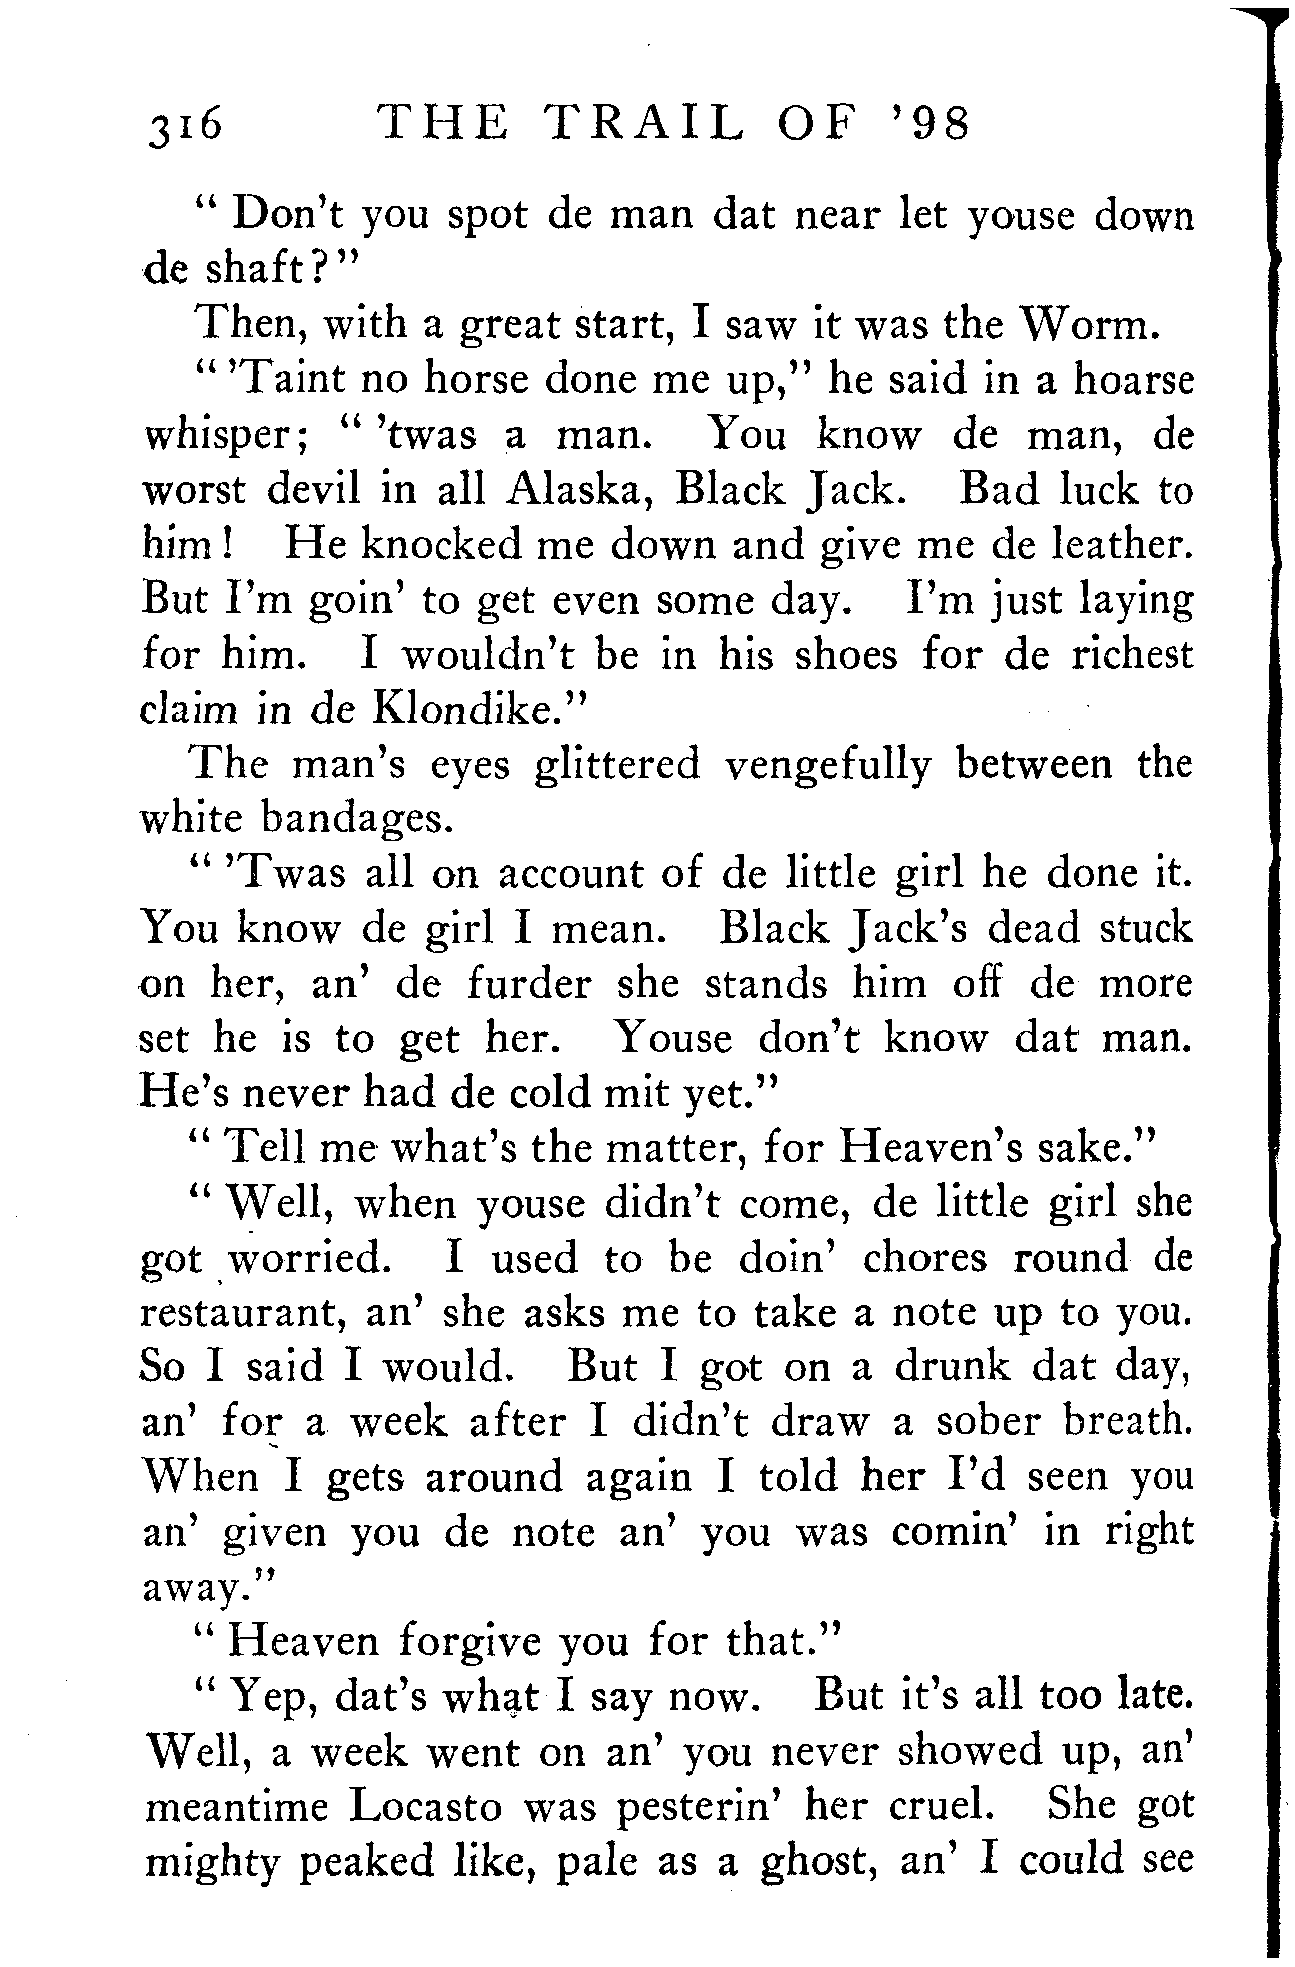 316 THE TRAIL OF '98
" Don't you spot de man dat near let youse down
de shaft?"
Then, with a great start, I saw it was the Worm.
" 'Taint no horse done me up," he said in a hoarse
whisper; " 'twas a man. You know de man, de
worst devil in all Alaska, Black Jack. Bad luck to
him! He knocked me down and give me de leather.
But I'm goin' to get even some day. I'm just laying
for him. I wouldn't be in his shoes for de richest
claim in de Klondike."
The man's eyes glittered vengefully between the
white bandages.
" 'Twas all on account of de little girl he done it.
You know de girl I mean. Black Jack's dead stuck
on her, an' de furder she stands him off de more
set he is to get her. Youse don't know dat man.
He's never had de cold mit yet."
" Tell me what's the matter, for Heaven's sake."
" Well, when youse didn't come, de little girl she
got worried. I used to be doin' chores round de
restaurant, an' she asks me to take a note up to you.
So I said I would. But I got on a drunk dat day,
an' for a week after I didn't draw a sober breath.
When I gets around again I told her I'd seen you
an' given you de note an' you was comin' in right
away."
" Heaven forgive you for that."
" Yep, dat's what I say now. But it's all too late.
Well, a week went on an' you never showed up, an'
meantime Locasto was pesterin' her cruel. She got
mighty peaked like, pale as a ghost, an' I could see